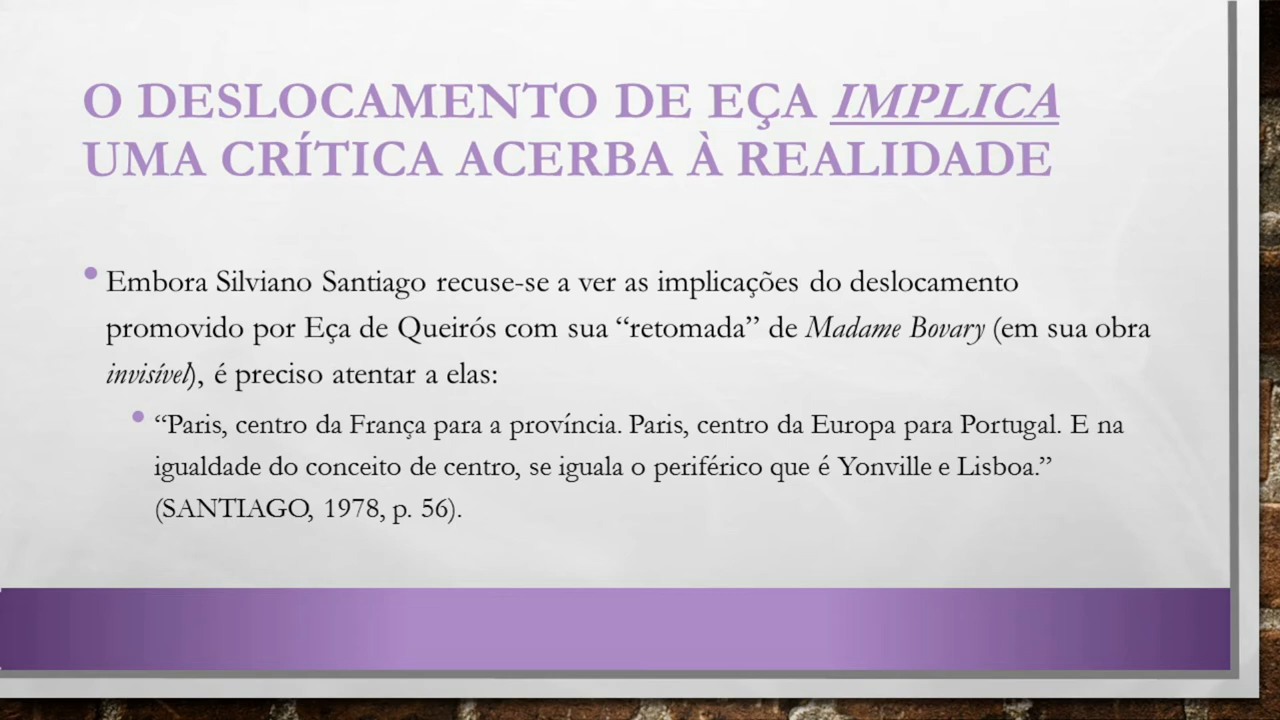 O DESLOCAMENTO DE EÇA IMPLICA
UMA CRÍTICA ACERBA À REALIDADE
• Embora Silviano Santiago recuse-se a ver as implicações do deslocamento
promovido por Eça de Queirós com sua “retomada” de Madame Bovary (em sua obra
invisível), é preciso atentar a elas:
• “Paris, centro da França para a província. Paris, centro da Europa para Portugal. E na
igualdade do conceito de centro, se iguala o periférico que é Yonville e Lisboa.”
(SANTIAGO, 1978, p. 56).